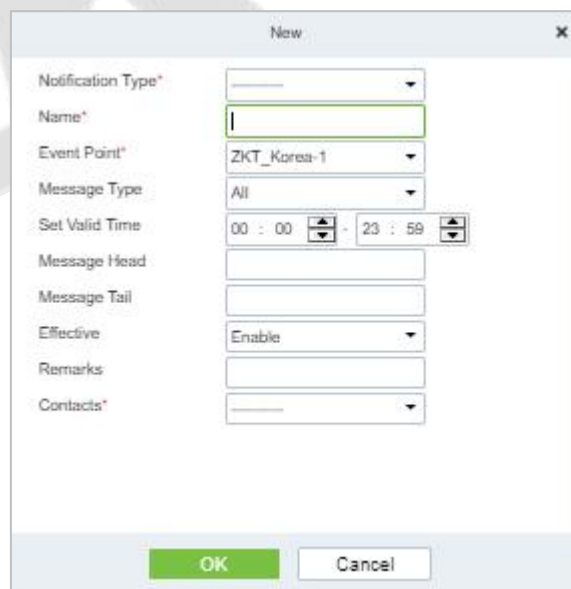 New ×
Notification Type* --------
Name*
Event Point* ZKT_Korea-1
Message Type All
Set Valid Time 00 : 00 - 23 : 59
Message Head
Message Tail
Effective Enable
Remarks
Contacts* --------
OK Cancel